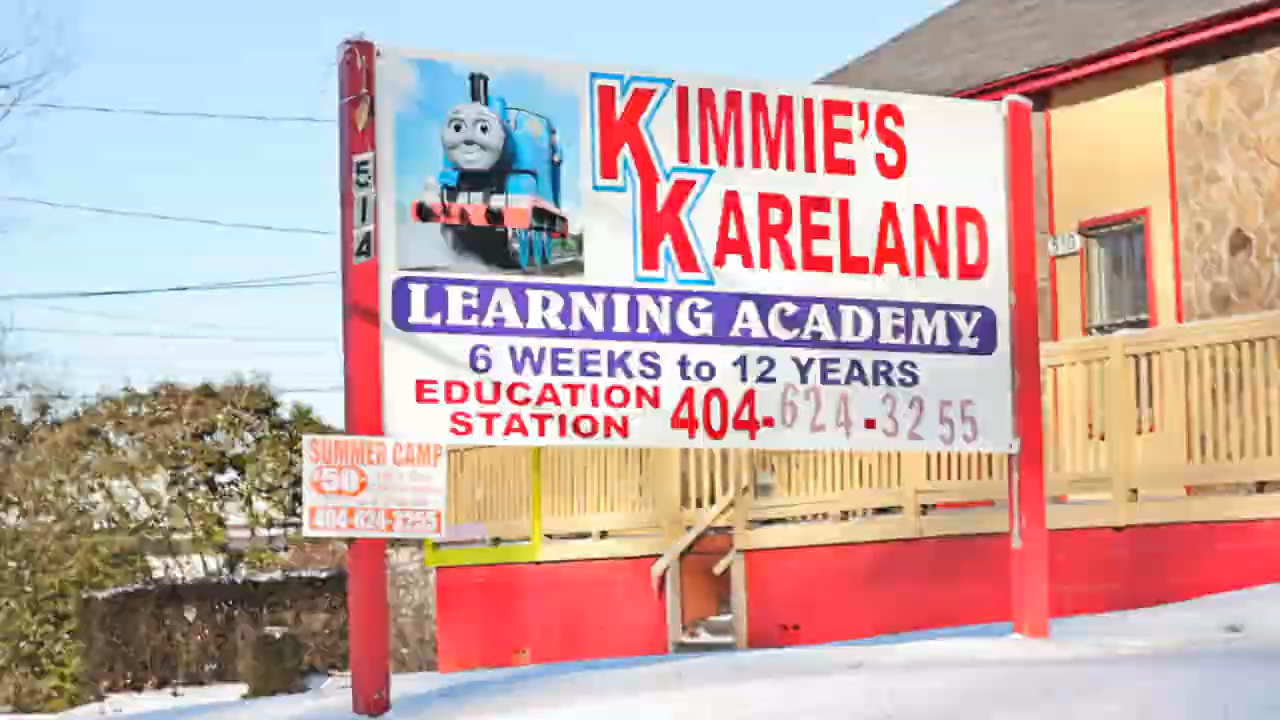 514
KIMMIE'S
KARELAND
LEARNING ACADEMY
6 WEEKS to 12 YEARS
EDUCATION STATION 404-624-3255
SUMMER CAMP
$50
404-624-3255